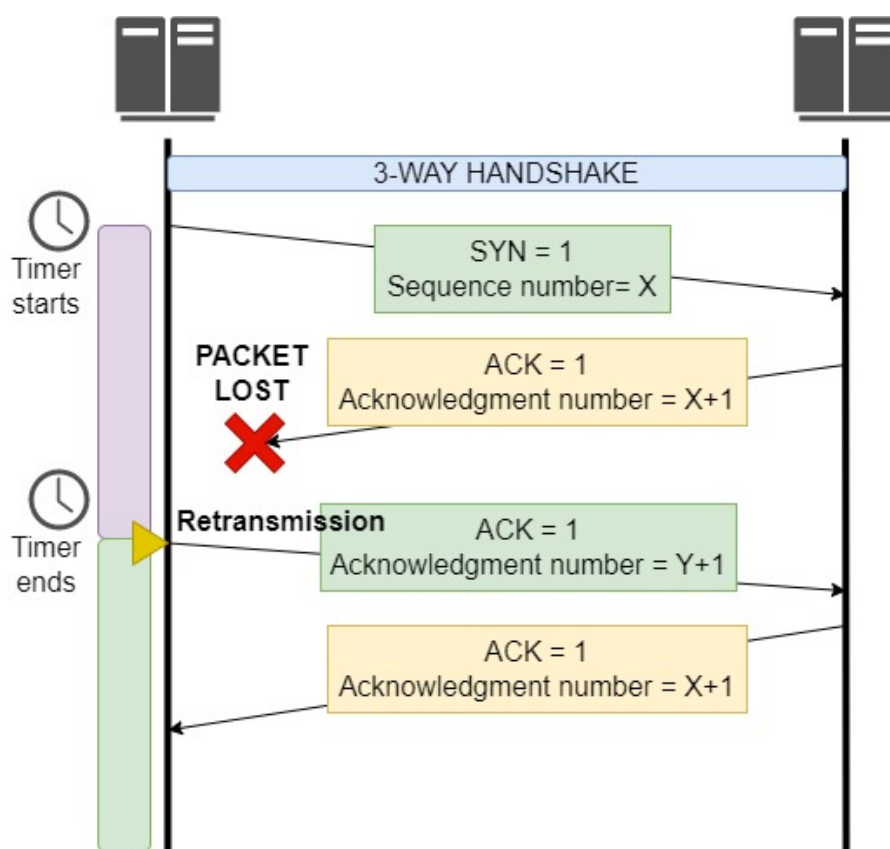 3-WAY HANDSHAKE
Timer
starts
SYN = 1
Sequence number= X
PACKET
LOST
ACK = 1
Acknowledgment number = X+1
Timer
ends
Retransmission
ACK = 1
Acknowledgment number = Y+1
ACK = 1
Acknowledgment number = X+1